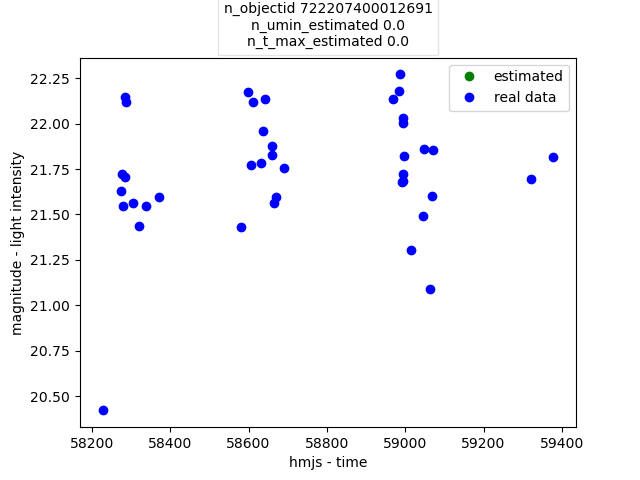 n_objectid 722207400012691
n_umin_estimated 0.0
n_t_max_estimated 0.0
estimated
real data
magnitude - light intensity
22.25
22.00
21.75
21.50
21.25
21.00
20.75
20.50
58200 58400 58600 58800 59000 59200 59400
hmjs - time